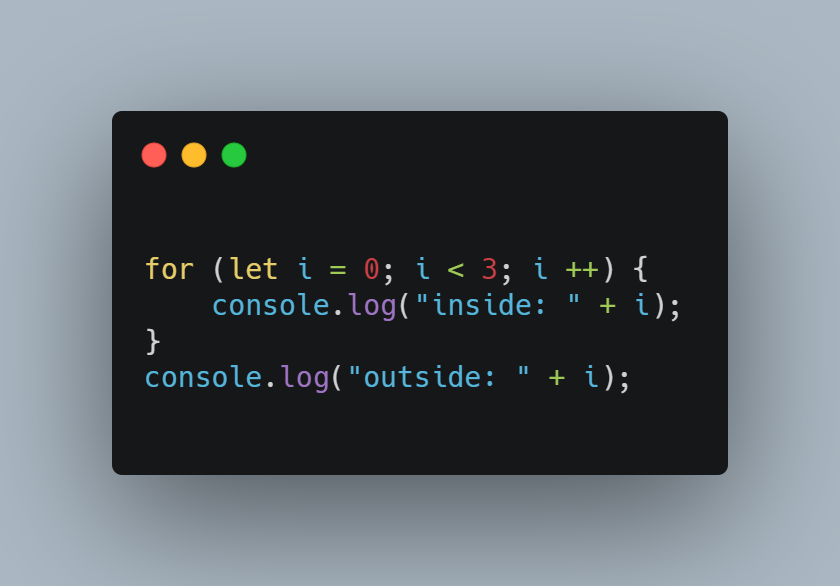 for (let i = 0; i < 3; i ++) {
    console.log("inside: " + i);
}
console.log("outside: " + i);